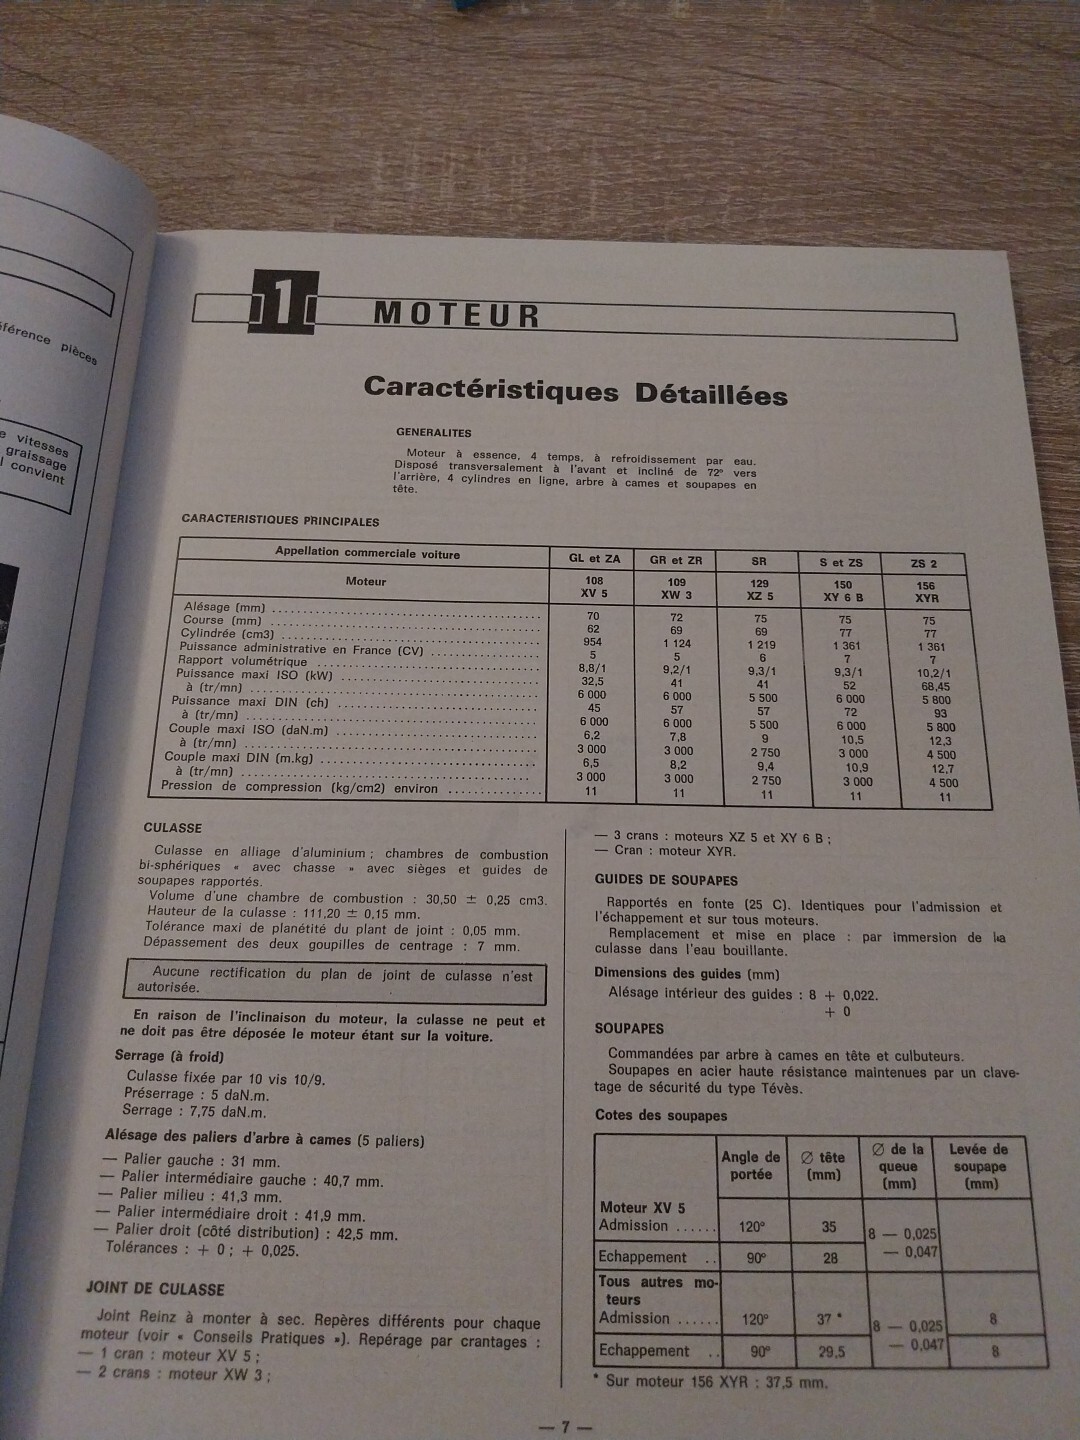 éférence pièces
e vitesses
graissage
l convient
1 MOTEUR
Caractéristiques Détaillées
GENERALITES
Moteur à essence, 4 temps, à refroidissement par eau.
Disposé transversalement à l'avant et incliné de 72° vers
l'arrière, 4 cylindres en ligne, arbre à cames et soupapes en
tête.
CARACTERISTIQUES PRINCIPALES
Appellation commerciale voiture GL et ZA GR et ZR SR S et ZS ZS 2
Moteur 108 109 129 150 156
XV 5 XW 3 XZ 5 XY 6 B XYR
Alésage (mm) 70 72 75 75 75
Course (mm) 62 69 69 77 77
Cylindrée (cm3) 954 1 124 1 219 1 361 1 361
Puissance administrative en France (CV) 5 5 6 7 7
Rapport volumétrique 8,8/1 9,2/1 9,3/1 9,3/1 10,2/1
Puissance maxi ISO (kW) 32,5 41 41 52 68,45
à (tr/mn) 6 000 6 000 5 500 6 000 5 800
Puissance maxi DIN (ch) 45 57 57 72 93
à (tr/mn) 6 000 6 000 5 500 6 000 5 800
Couple maxi ISO (daN.m) 6,2 7,8 9 10,5 12,3
à (tr/mn) 3 000 3 000 2 750 3 000 4 500
Couple maxi DIN (m.kg) 6,5 8,2 9,4 10,9 12,7
à (tr/mn) 3 000 3 000 2 750 3 000 4 500
Pression de compression (kg/cm2) environ 11 11 11 11 11
CULASSE
Culasse en alliage d'aluminium ; chambres de combustion
bi-sphériques « avec chasse » avec sièges et guides de
soupapes rapportés.
Volume d'une chambre de combustion : 30,50 ± 0,25 cm3.
Hauteur de la culasse : 111,20 ± 0,15 mm.
Tolérance maxi de planétité du plant de joint : 0,05 mm.
Dépassement des deux goupilles de centrage : 7 mm.
Aucune rectification du plan de joint de culasse n'est
autorisée.
En raison de l'inclinaison du moteur, la culasse ne peut et
ne doit pas être déposée le moteur étant sur la voiture.
Serrage (à froid)
Culasse fixée par 10 vis 10/9.
Préserrage : 5 daN.m.
Serrage : 7,75 daN.m.
Alésage des paliers d'arbre à cames (5 paliers)
— Palier gauche : 31 mm.
— Palier intermédiaire gauche : 40,7 mm.
— Palier milieu : 41,3 mm.
— Palier intermédiaire droit : 41,9 mm.
— Palier droit (côté distribution) : 42,5 mm.
Tolérances : + 0 ; + 0,025.
JOINT DE CULASSE
Joint Reinz à monter à sec. Repères différents pour chaque
moteur (voir « Conseils Pratiques »). Repérage par crantages :
— 1 cran : moteur XV 5 ;
— 2 crans : moteur XW 3 ;
— 3 crans : moteurs XZ 5 et XY 6 B ;
— Cran : moteur XYR.
GUIDES DE SOUPAPES
Rapportés en fonte (25 C). Identiques pour l'admission et
l'échappement et sur tous moteurs.
Remplacement et mise en place : par immersion de la
culasse dans l'eau bouillante.
Dimensions des guides (mm)
Alésage intérieur des guides : 8 + 0,022.
+ 0
SOUPAPES
Commandées par arbre à cames en tête et culbuteurs.
Soupapes en acier haute résistance maintenues par un clave-
tage de sécurité du type Tévès.
Cotes des soupapes
Angle de portée Ø tête (mm) Ø de la queue (mm) Levée de soupape (mm)
Moteur XV 5
Admission ...... 120° 35 8 — 0,025
Echappement .. 90° 28 — 0,047
Tous autres mo-
teurs
Admission ...... 120° 37 * 8 — 0,025 8
Echappement .. 90° 29,5 — 0,047 8
* Sur moteur 156 XYR : 37,5 mm.
— 7 —